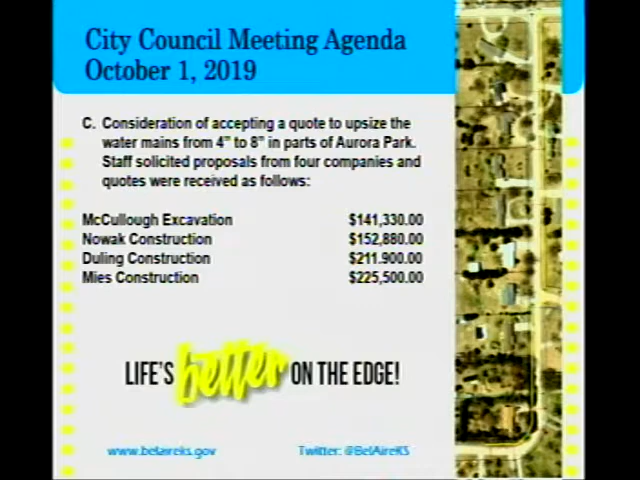 City Council Meeting Agenda
October 1, 2019
C. Consideration of accepting a quote to upsize the
water mains from 4" to 8" in parts of Aurora Park.
Staff solicited proposals from four companies and
quotes were received as follows:
McCullough Excavation $141,330.00
Nowak Construction $152,880.00
Duling Construction $211.900.00
Mies Construction $225,500.00
LIFE'S better ON THE EDGE!
www.belaireks.gov Twitter: @BelAireKS